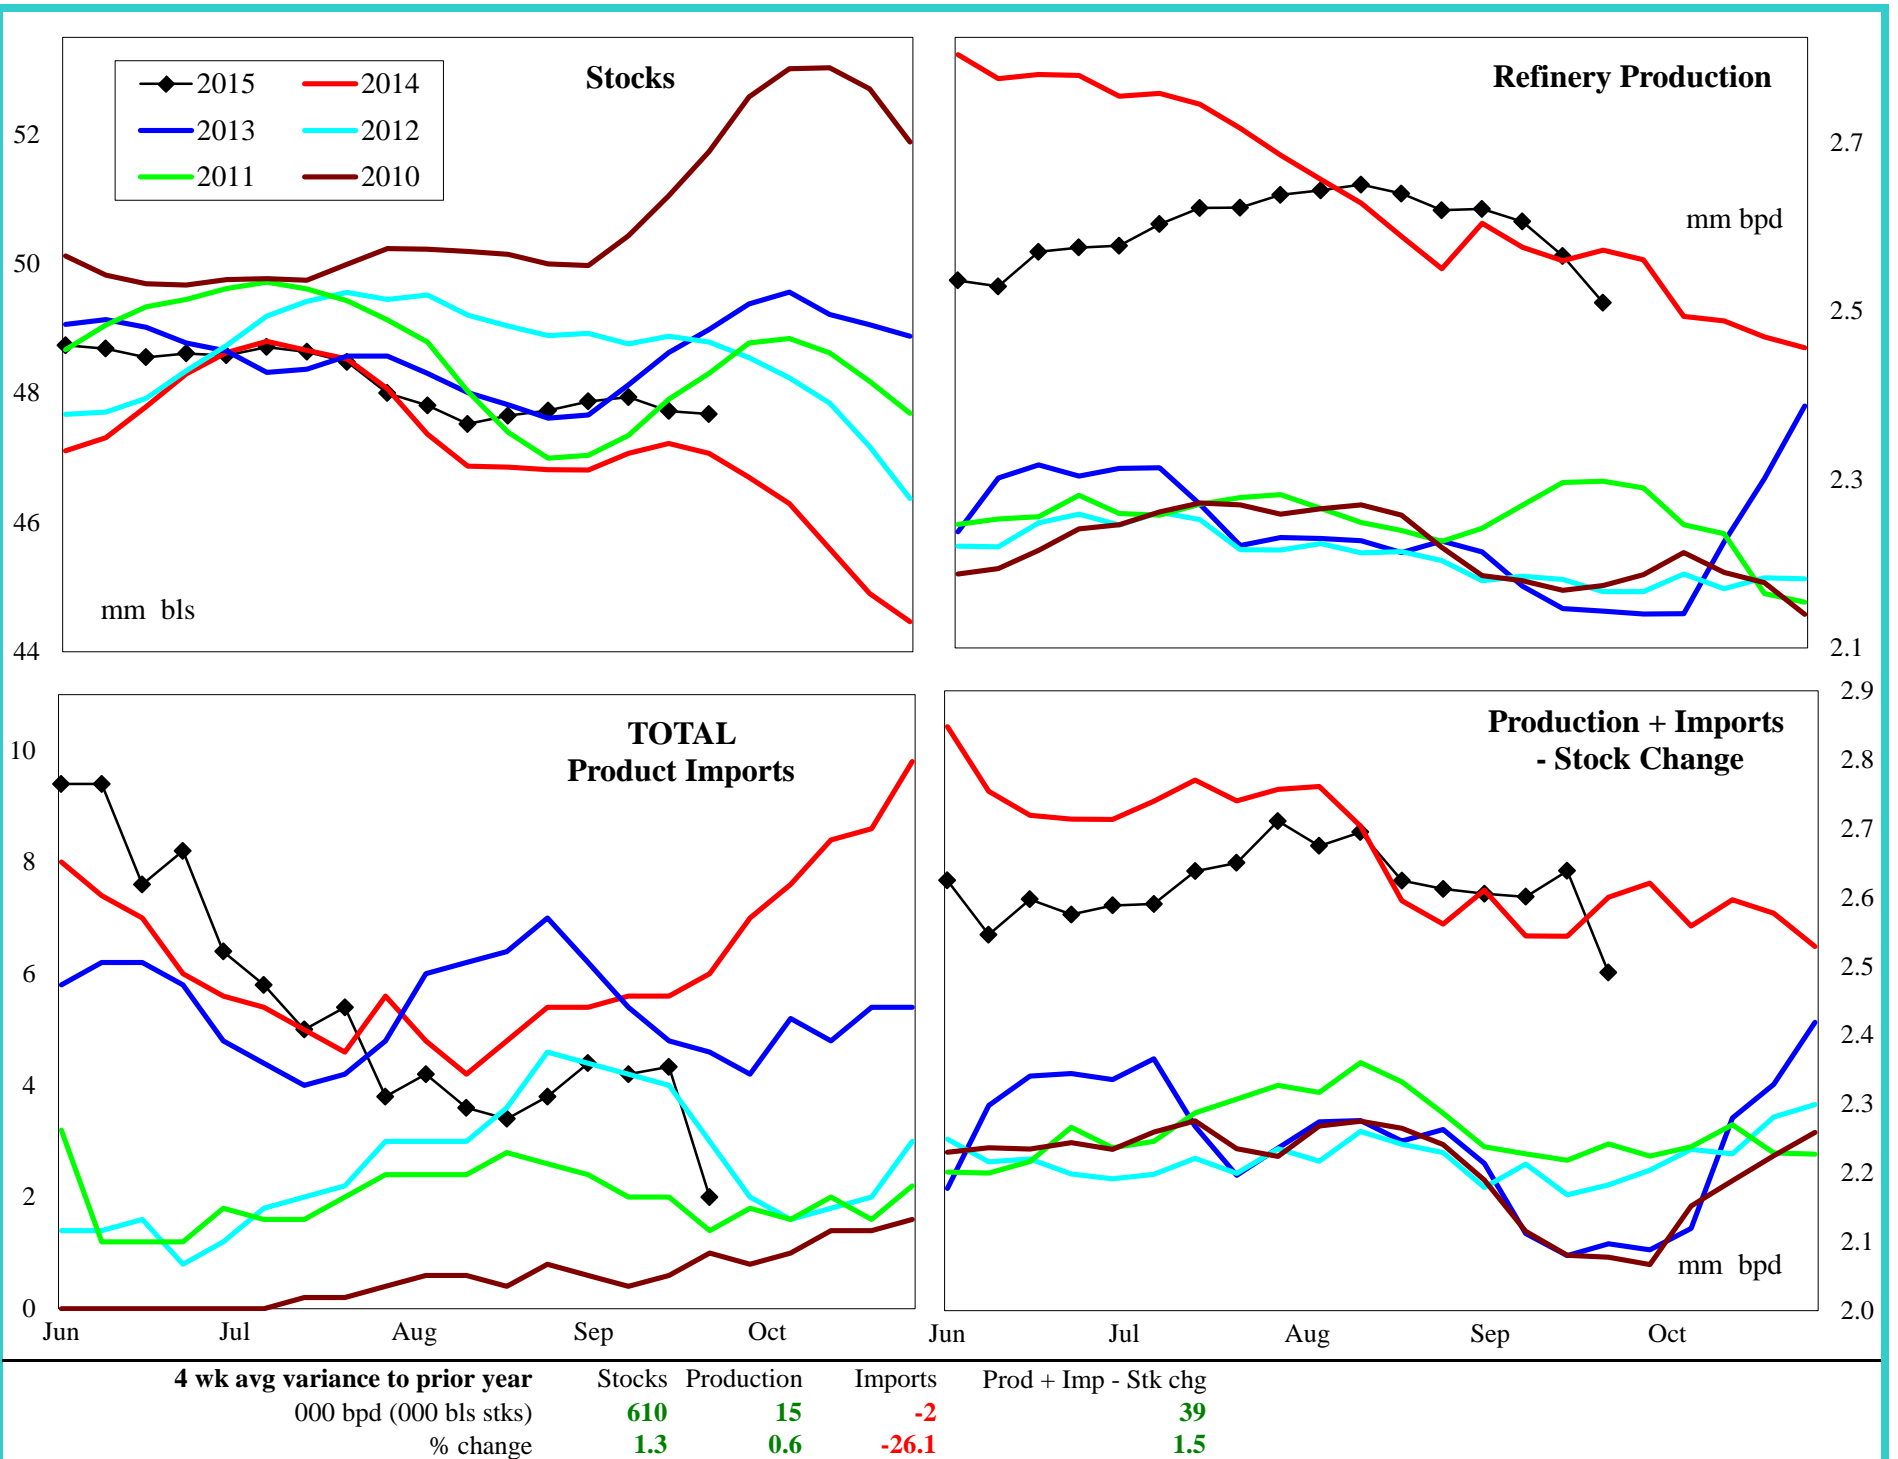 Stocks
2015 2014
2013 2012
2011 2010
52
50
48
46
44
mm bls
Refinery Production
mm bpd
2.7
2.5
2.3
2.1
TOTAL
Product Imports
10
8
6
4
2
0
Jun Jul Aug Sep Oct
Production + Imports
- Stock Change
2.9
2.8
2.7
2.6
2.5
2.4
2.3
2.2
2.1
2.0
mm bpd
Jun Jul Aug Sep Oct
4 wk avg variance to prior year Stocks Production Imports Prod + Imp - Stk chg
000 bpd (000 bls stks) 610 15 -2 39
% change 1.3 0.6 -26.1 1.5